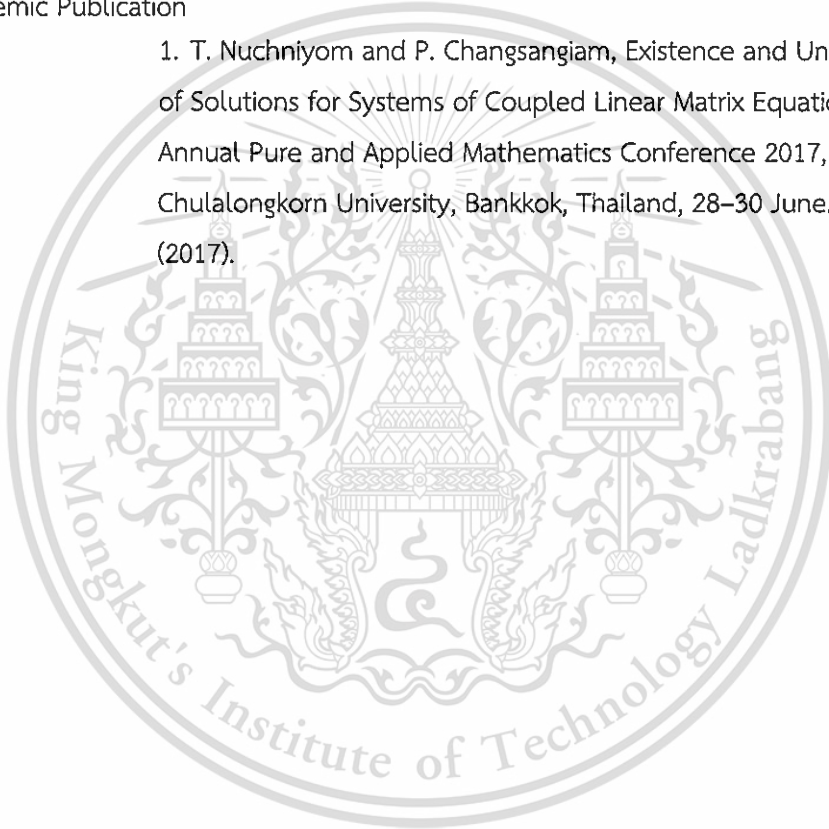 emic Publication
1. T. Nuchniyom and P. Changsangiam, Existence and Un
of Solutions for Systems of Coupled Linear Matrix Equatio
Annual Pure and Applied Mathematics Conference 2017,
Chulalongkorn University, Bankkok, Thailand, 28–30 June.
(2017).
King Mongkut's Institute of Technology Ladkrabang